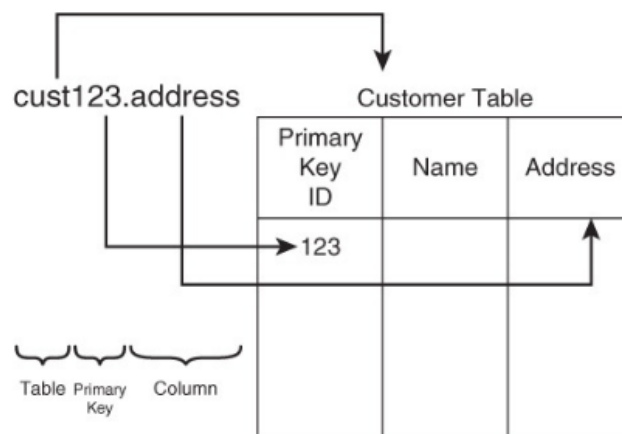 cust123.address
Customer Table
Primary
Key
ID
Name
Address
123
Table
Primary
Key
Column